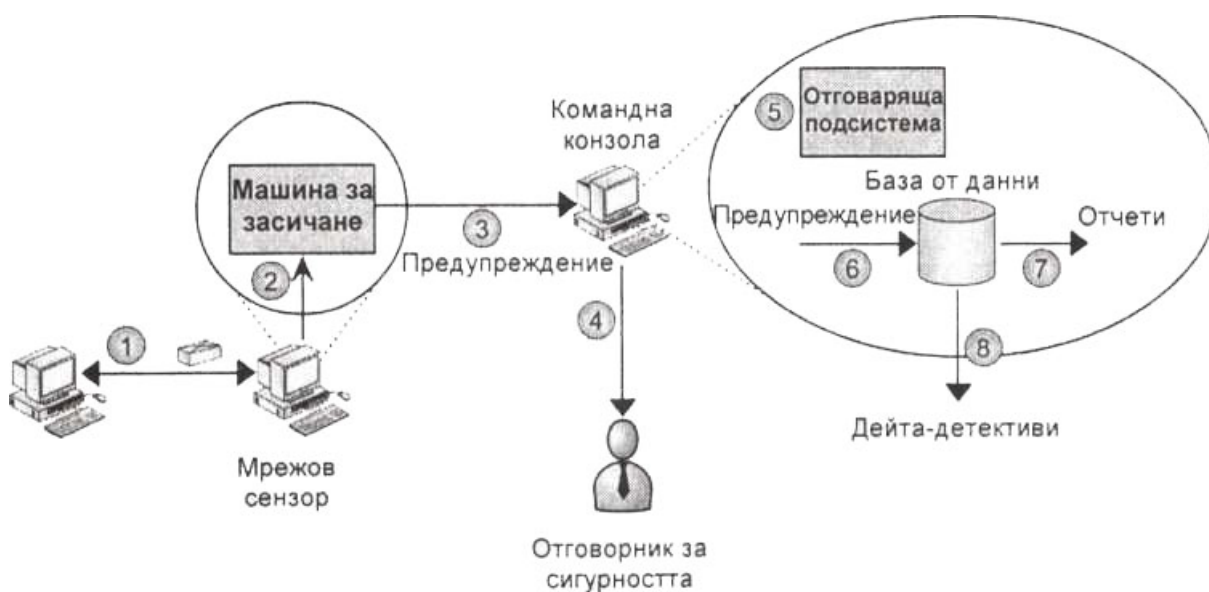 5
Отговаряща
подсистема
Командна
конзола
Машина за
засичане
База от данни
3
Предупреждение
Предупреждение
Отчети
2
6
7
4
1
8
Дейта-детективи
Мрежов
сензор
Отговорник за
сигурността